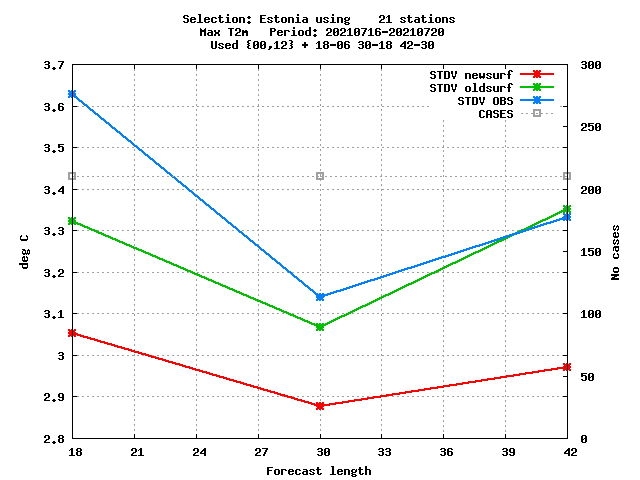 Selection: Estonia using    21 stations
Max T2m   Period: 20210716-20210720
Used {00,12} + 18-06 30-18 42-30
3,7
3,6
3,5
3,4
3,3
3,2
3,1
3
2,9
2,8
deg C
STDV newsurf
STDV oldsurf
STDV OBS
CASES
300
250
200
150
100
50
0
No cases
18 21 24 27 30 33 36 39 42
Forecast length